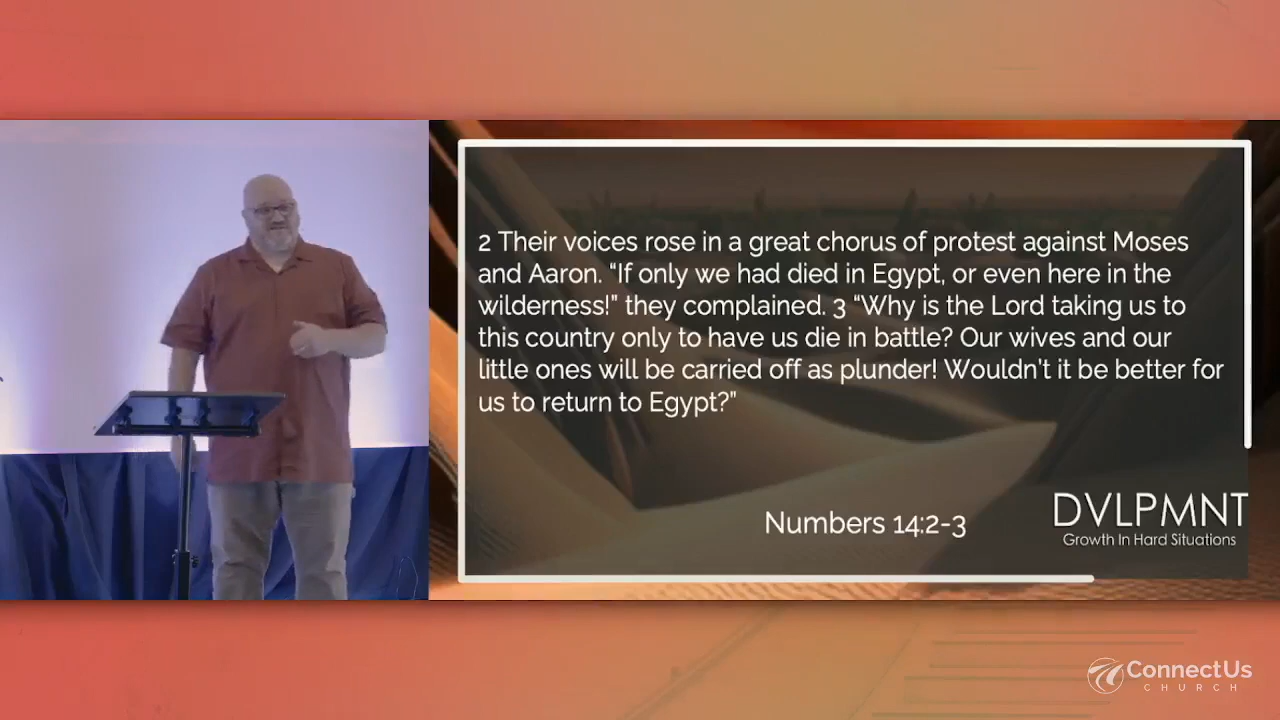 2 Their voices rose in a great chorus of protest against Moses
and Aaron. “If only we had died in Egypt, or even here in the
wilderness!” they complained. 3 “Why is the Lord taking us to
this country only to have us die in battle? Our wives and our
little ones will be carried off as plunder! Wouldn't it be better for
us to return to Egypt?”
Numbers 14:2-3
DVLPMNT
Growth In Hard Situations
ConnectUs
CHURCH